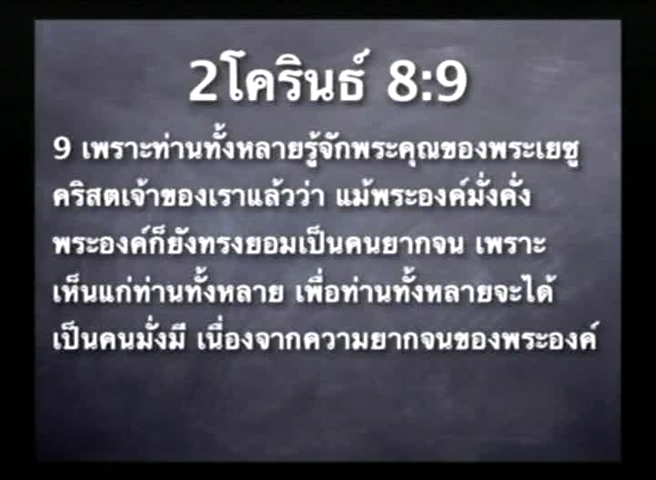 2โครินธ์ 8:9
9 เพราะท่านทั้งหลายรู้จักพระคุณของพระเยซู
คริสตเจ้าของเราแล้วว่า แม้พระองค์มั่งคั่ง
พระองค์ก็ยังทรงยอมเป็นคนยากจน เพราะ
เห็นแก่ท่านทั้งหลาย เพื่อท่านทั้งหลายจะได้
เป็นคนมั่งมี เนื่องจากความยากจนของพระองค์